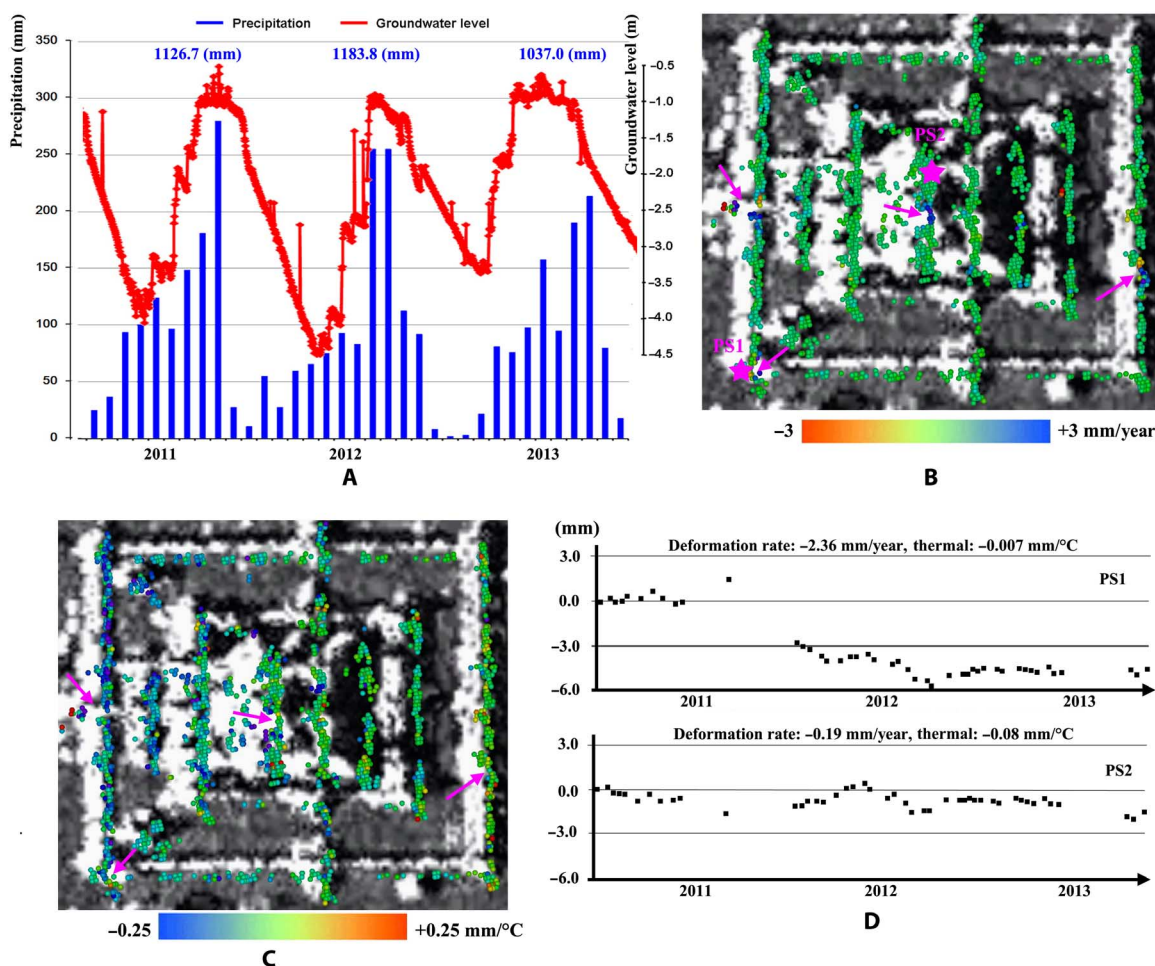 Precipitation
Groundwater level
Precipitation (mm)
Groundwater level (m)
350
300
250
200
150
100
50
0
1126.7 (mm)
1183.8 (mm)
1037.0 (mm)
−0.5
−1.0
−1.5
−2.0
−2.5
−3.0
−3.5
−4.0
−4.5
2011
2012
2013
A
PS2
PS1
−3
+3 mm/year
B
−0.25
+0.25 mm/°C
C
(mm)
Deformation rate: −2.36 mm/year, thermal: −0.007 mm/°C
PS1
3.0
0.0
−3.0
−6.0
2011
2012
2013
Deformation rate: −0.19 mm/year, thermal: −0.08 mm/°C
PS2
3.0
0.0
−3.0
−6.0
2011
2012
2013
D